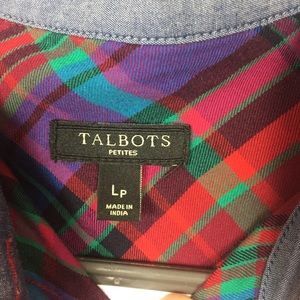 TALBOTS
PETITES
LP
MADE IN
INDIA